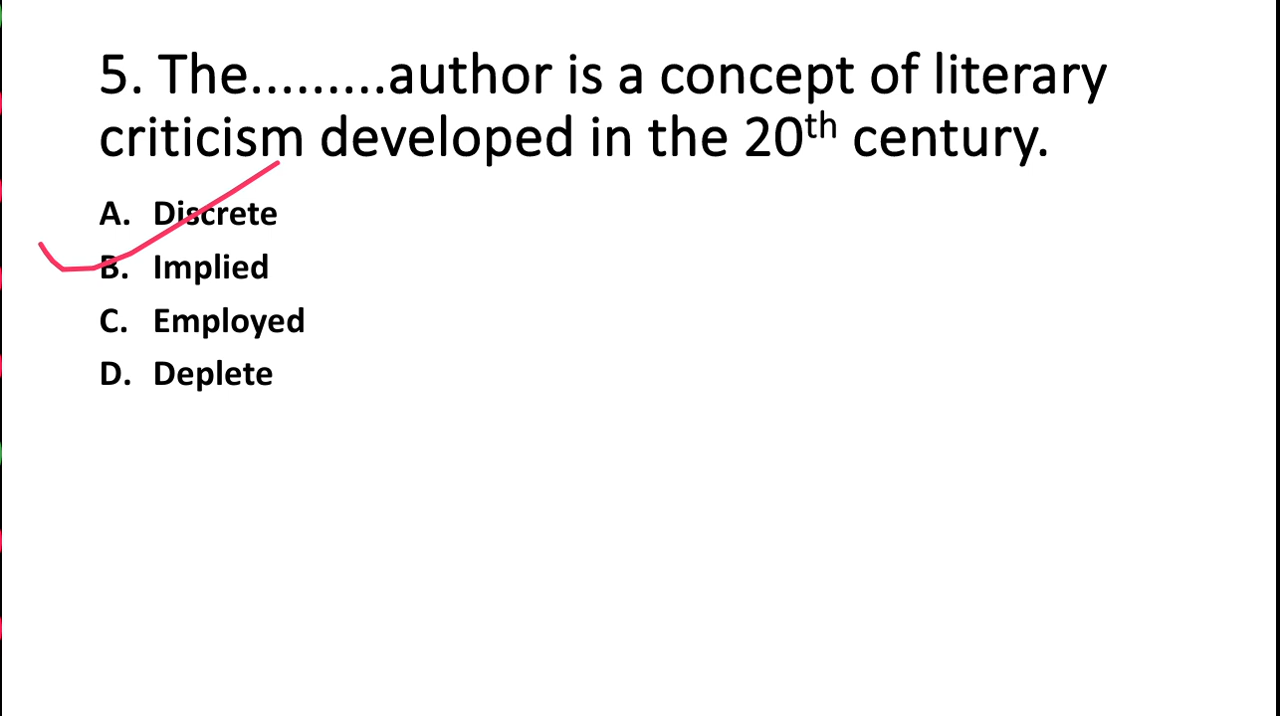 5. The.........author is a concept of literary
criticism developed in the 20th century.
A. Discrete
B. Implied
C. Employed
D. Deplete